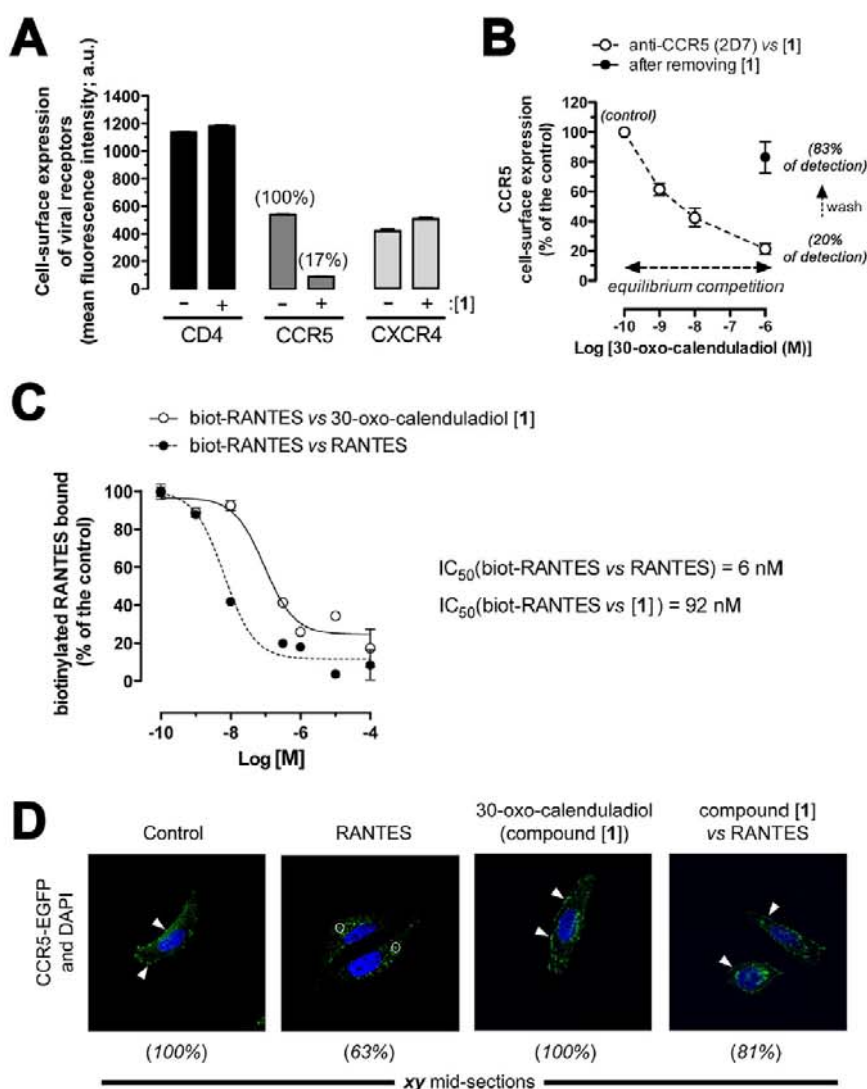 A
Cell-surface expression
of viral receptors
(mean fluorescence intensity; a.u.)
1400
1200
1000
800
600
400
200
0
(100%)
(17%)
- + - + - + :[1]
CD4 CCR5 CXCR4
B
anti-CCR5 (2D7) vs [1]
after removing [1]
CCR5
cell-surface expression
(% of the control)
120
100
80
60
40
20
0
(control)
(83%
of detection)
wash
(20%
of detection)
equilibrium competition
-10 -9 -8 -7 -6
Log [30-oxo-calenduladiol (M)]
C
biot-RANTES vs 30-oxo-calenduladiol [1]
biot-RANTES vs RANTES
biotinylated RANTES bound
(% of the control)
100
80
60
40
20
0
-10 -8 -6 -4
Log [M]
IC50(biot-RANTES vs RANTES) = 6 nM
IC50(biot-RANTES vs [1]) = 92 nM
D
Control
RANTES
30-oxo-calenduladiol
(compound [1])
compound [1]
vs RANTES
CCR5-EGFP
and DAPI
(100%) (63%) (100%) (81%)
xy mid-sections